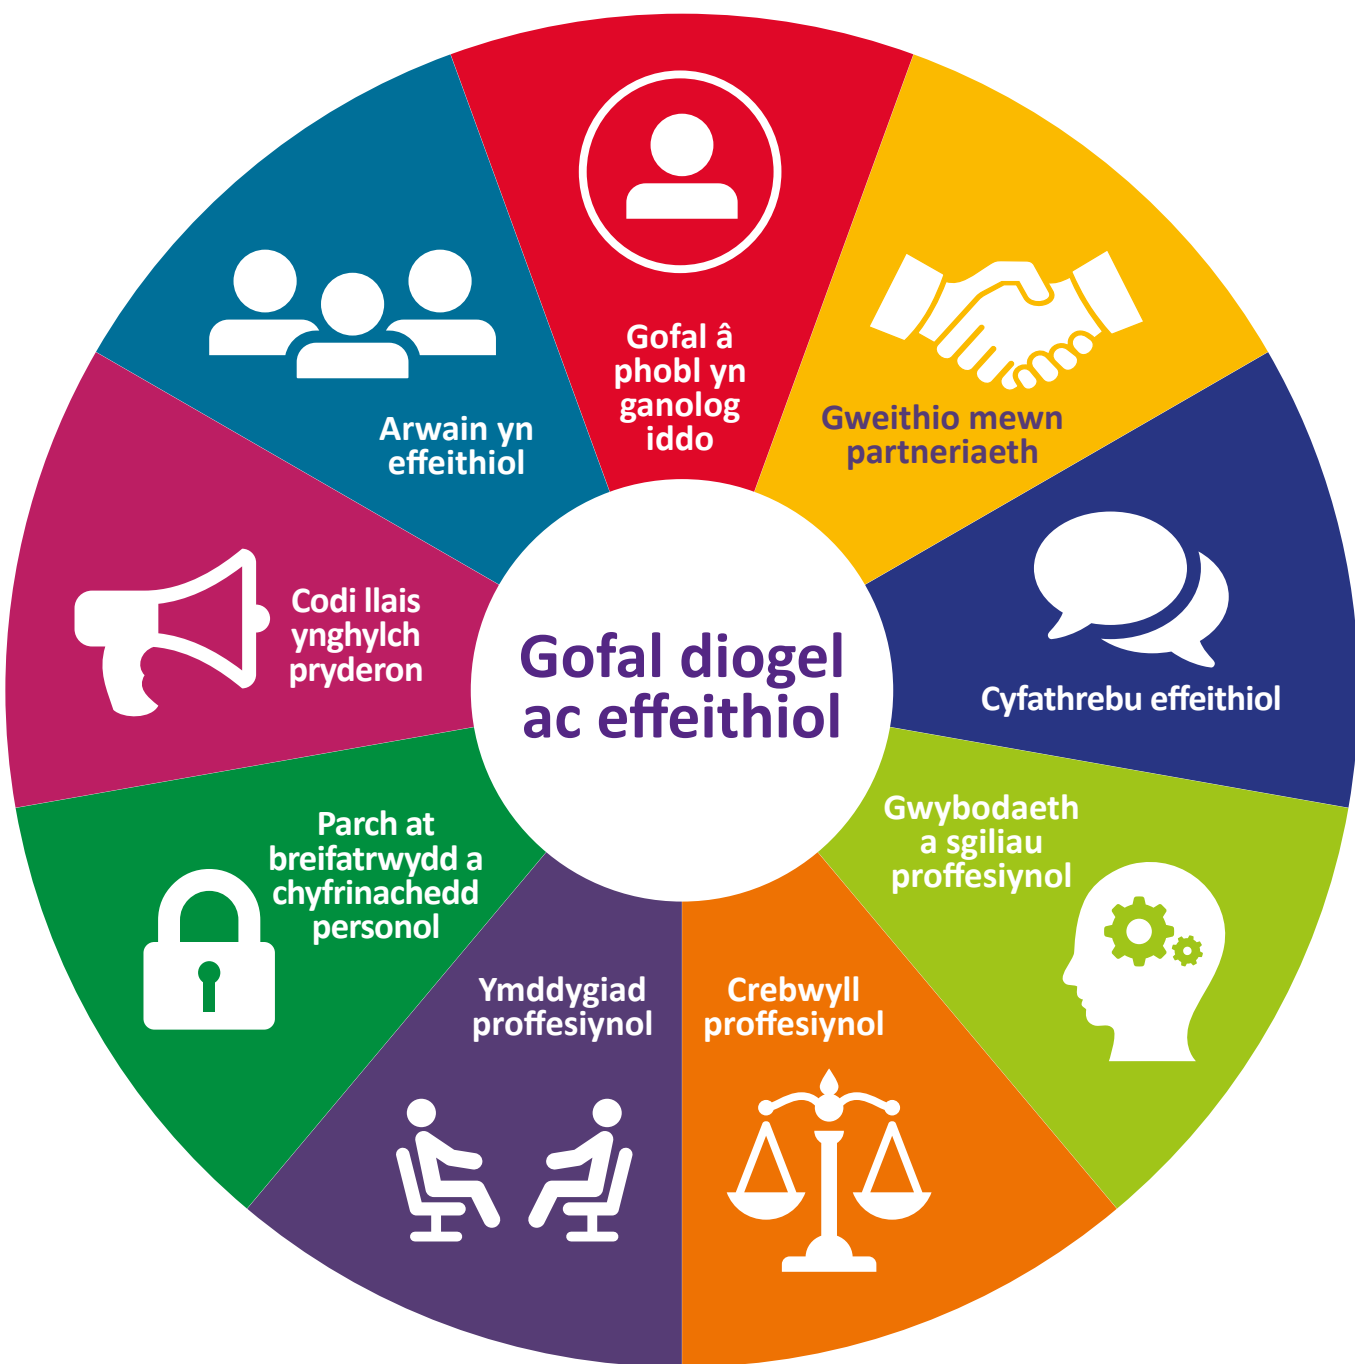 Gofal â
phobl yn
ganolog
iddo
Gweithio mewn
partneriaeth
Cyfathrebu effeithiol
Gwybodaeth
a sgiliau
proffesiynol
Crebwyll
proffesiynol
Ymddygiad
proffesiynol
Parch at
breifatrwydd a
chyfrinachedd
personol
Codi llais
ynghylch
pryderon
Arwain yn
effeithiol
Gofal diogel
ac effeithiol